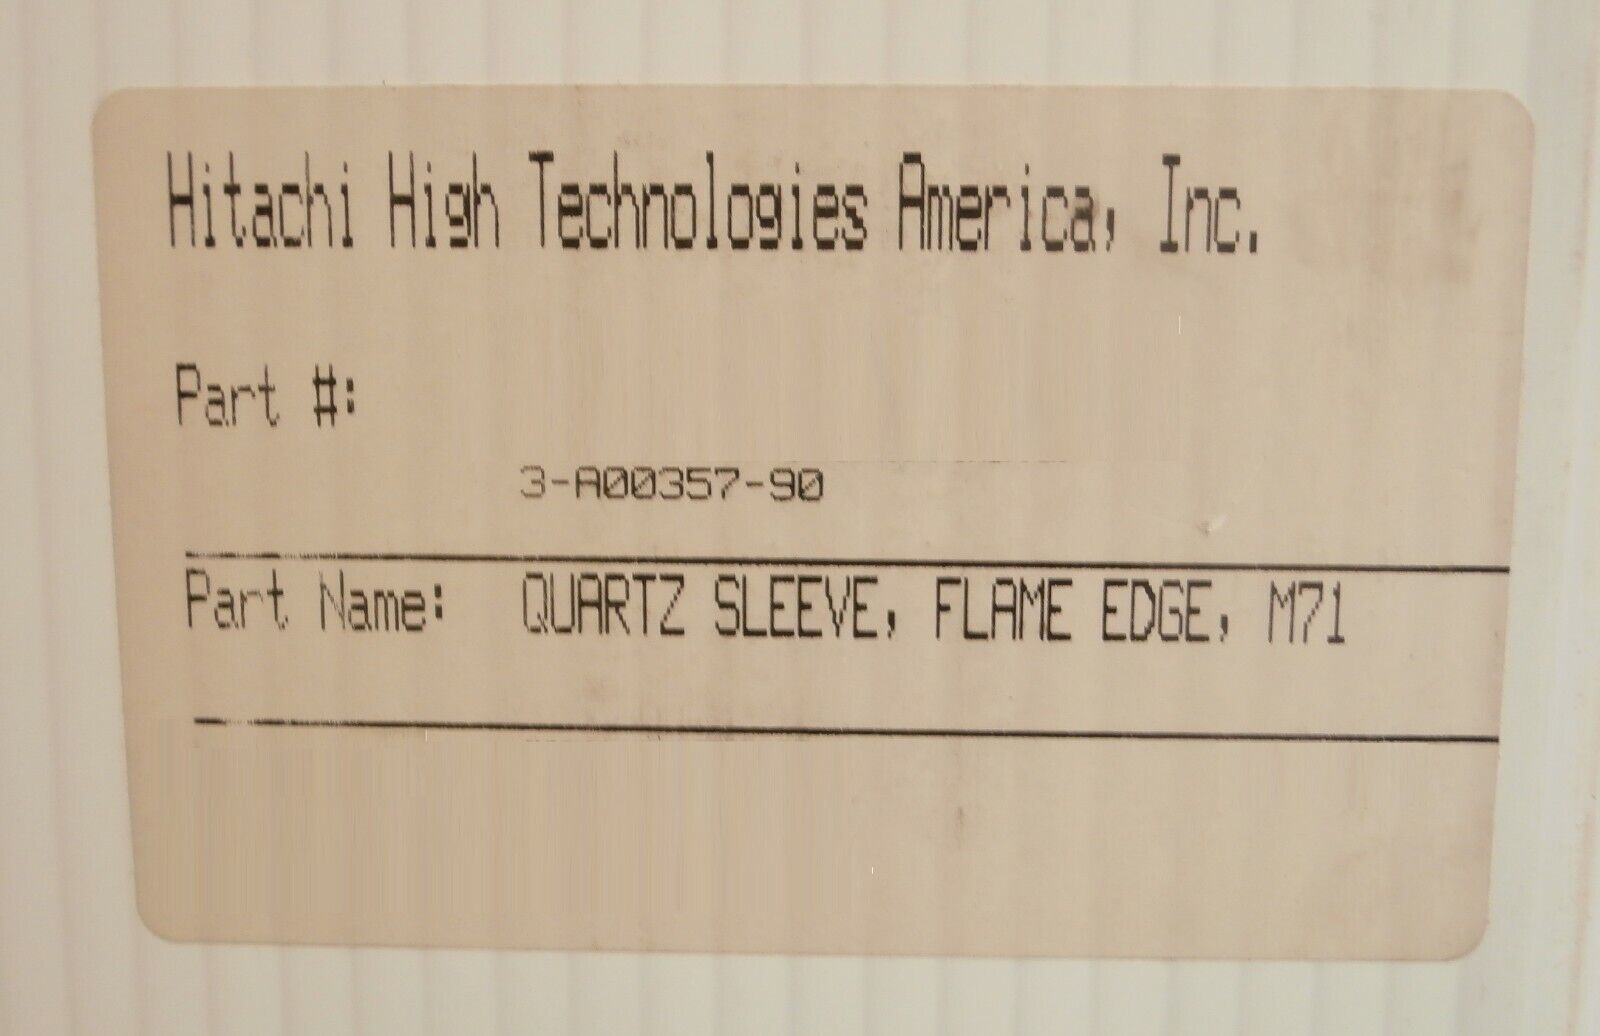 Hitachi High Technologies America, Inc.
Part #:
3-A00357-90
Part Name: QUARTZ SLEEVE, FLAME EDGE, M71